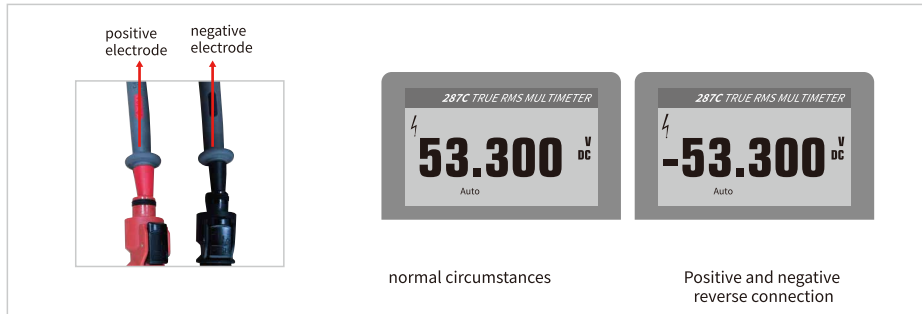 positive
electrode
negative
electrode
287C TRUE RMS MULTIMETER
53.300
V
DC
Auto
normal circumstances
287C TRUE RMS MULTIMETER
-53.300
V
DC
Auto
Positive and negative
reverse connection